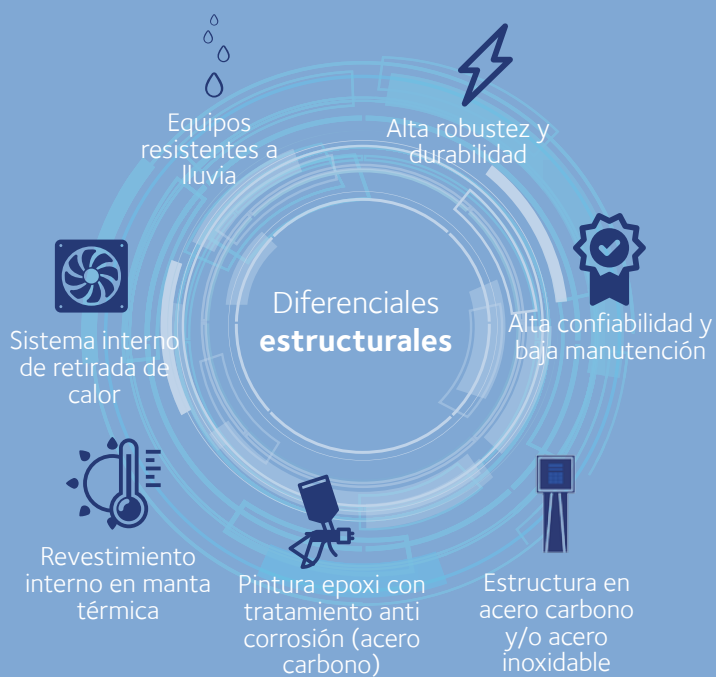 Diferenciales
estructurales
Equipos
resistentes a
lluvia
Alta robustez y
durabilidad
Alta confiabilidad y
baja manutención
Estructura en
acero carbono
y/o acero
inoxidable
Pintura epoxi con
tratamiento anti
corrosión (acero
carbono)
Revestimiento
interno en manta
térmica
Sistema interno
de retirada de
calor